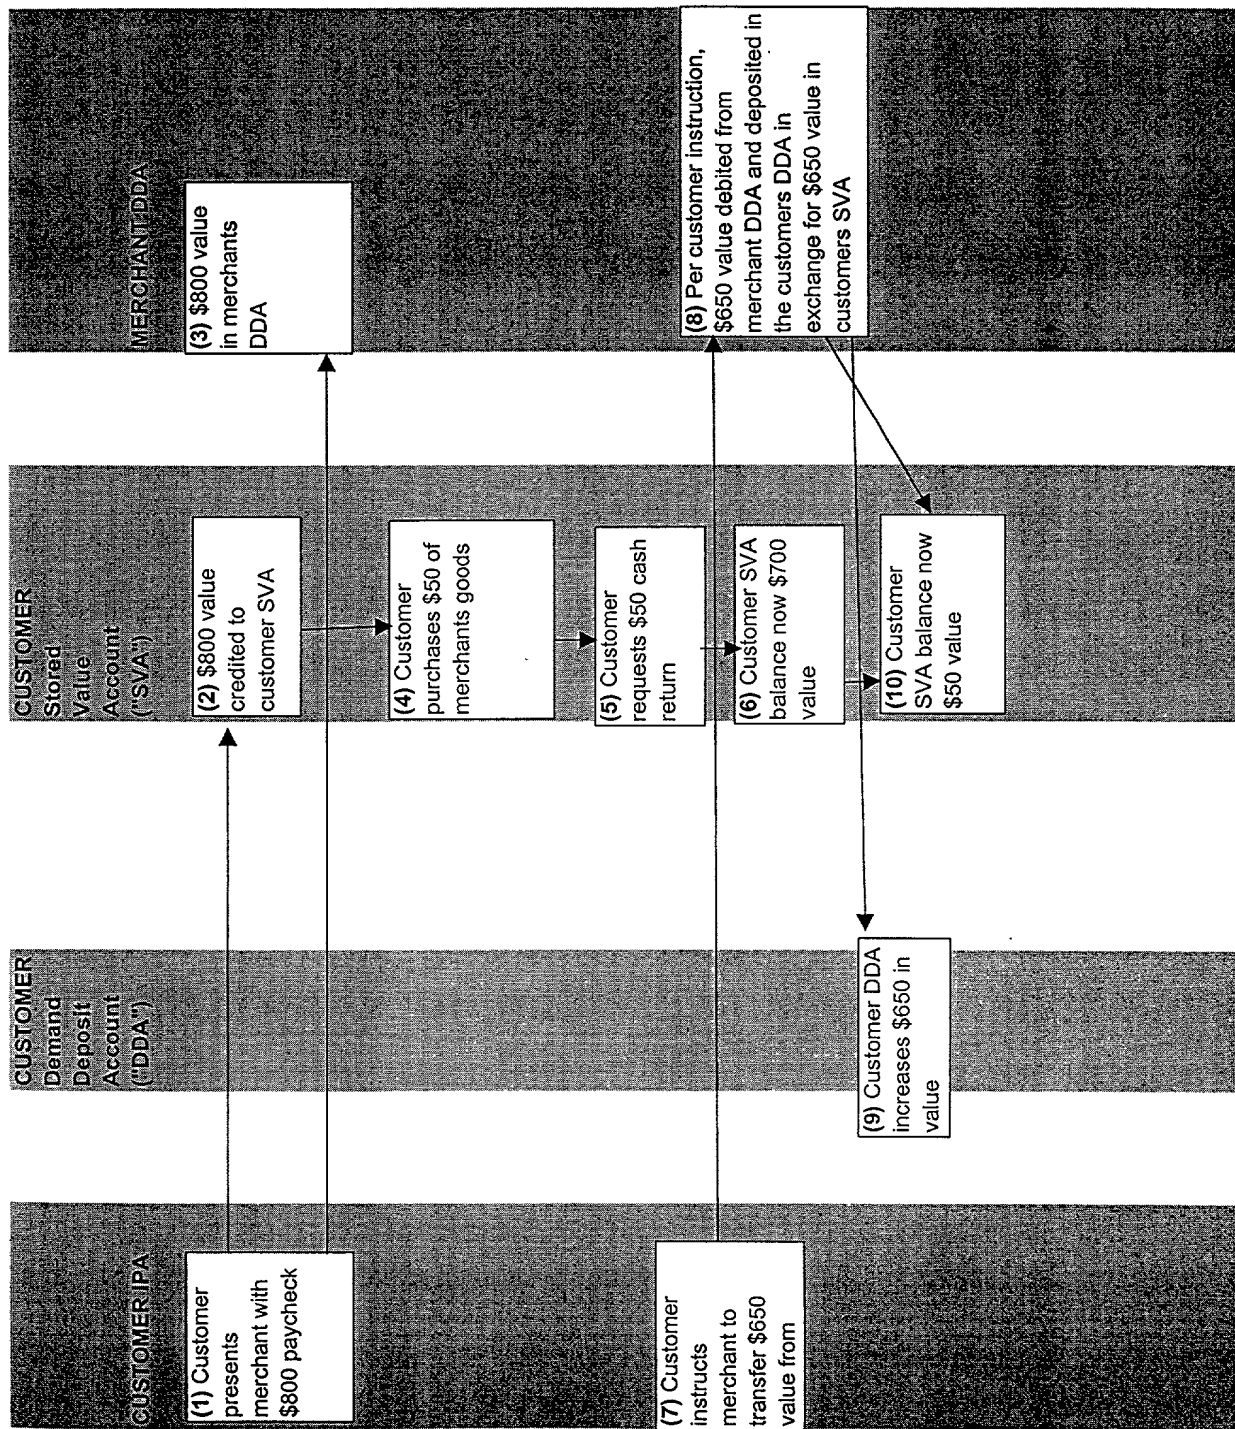 CUSTOMER IPA
CUSTOMER
Demand
Deposit
Account
("DDA")
CUSTOMER
Stored
Value
Account
("SVA")
MERCHANT DDA
(1) Customer
presents
merchant with
$800 paycheck
(2) $800 value
credited to
customer SVA
(3) $800 value
in merchants
DDA
(4) Customer
purchases $50 of
merchants goods
(5) Customer
requests $50 cash
return
(6) Customer SVA
balance now $700
value
(7) Customer
instructs
merchant to
transfer $650
value from
(8) Per customer instruction,
$650 value debited from
merchant DDA and deposited in
the customers DDA in
exchange for $650 value in
customers SVA
(9) Customer DDA
increases $650 in
value
(10) Customer
SVA balance now
$50 value